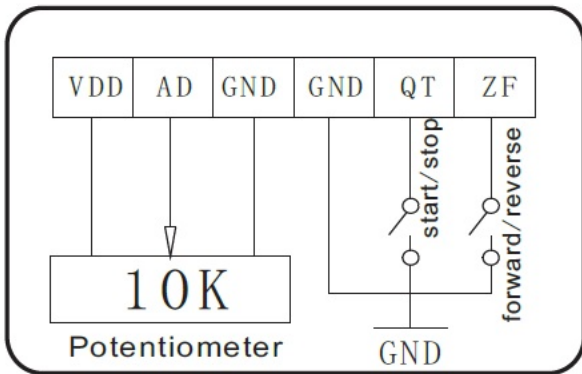 VDD AD GND GND QT ZF
start/stop
forward/reverse
10K
Potentiometer
GND